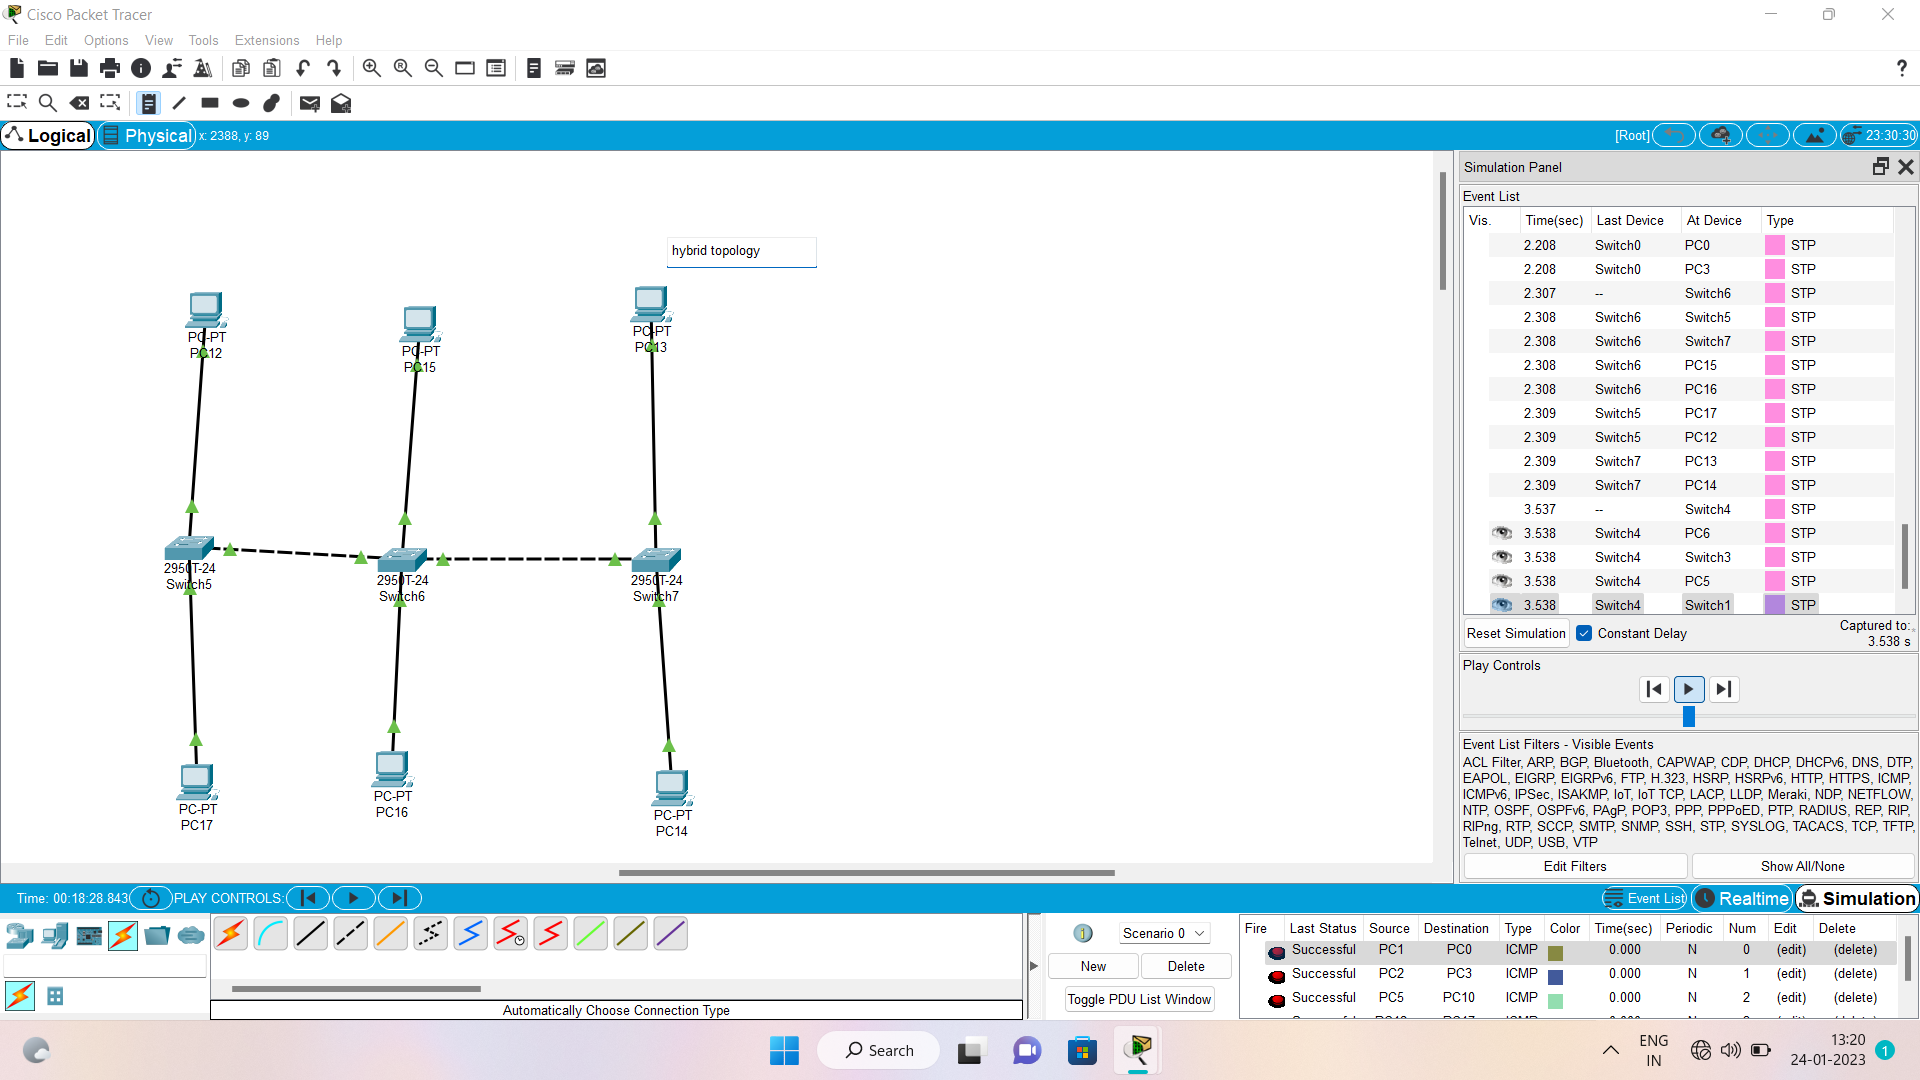 Cisco Packet Tracer
File Edit Options View Tools Extensions Help
?
Logical Physical x: 2388, y: 89 [Root] 23:30:30
Simulation Panel
Event List
Vis. Time(sec) Last Device At Device Type
2.208 Switch0 PC0 STP
2.208 Switch0 PC3 STP
2.307 -- Switch6 STP
2.308 Switch6 Switch5 STP
2.308 Switch6 Switch7 STP
2.308 Switch6 PC15 STP
2.308 Switch6 PC16 STP
2.309 Switch5 PC17 STP
2.309 Switch5 PC12 STP
2.309 Switch7 PC13 STP
2.309 Switch7 PC14 STP
3.537 -- Switch4 STP
3.538 Switch4 PC6 STP
3.538 Switch4 Switch3 STP
3.538 Switch4 PC5 STP
3.538 Switch4 Switch1 STP
Reset Simulation Constant Delay Captured to:
3.538 s
Play Controls
Event List Filters - Visible Events
ACL Filter, ARP, BGP, Bluetooth, CAPWAP, CDP, DHCP, DHCPv6, DNS, DTP,
EAPOL, EIGRP, EIGRPv6, FTP, H.323, HSRP, HSRPv6, HTTP, HTTPS, ICMP,
ICMPv6, IPSec, ISAKMP, IoT, IoT TCP, LACP, LLDP, Meraki, NDP, NETFLOW,
NTP, OSPF, OSPFv6, PAgP, POP3, PPP, PPPoED, PTP, RADIUS, REP, RIP,
RIPng, RTP, SCCP, SMTP, SNMP, SSH, STP, SYSLOG, TACACS, TCP, TFTP,
Telnet, UDP, USB, VTP
Edit Filters Show All/None
hybrid topology
PC-PT
PC12
PC-PT
PC15
PC-PT
PC13
2950T-24
Switch5
2950T-24
Switch6
2950T-24
Switch7
PC-PT
PC17
PC-PT
PC16
PC-PT
PC14
Time: 00:18:28.843 PLAY CONTROLS: Event List Realtime Simulation
Automatically Choose Connection Type
Scenario 0
New Delete
Toggle PDU List Window
Fire Last Status Source Destination Type Color Time(sec) Periodic Num Edit Delete
Successful PC1 PC0 ICMP 0.000 N 0 (edit) (delete)
Successful PC2 PC3 ICMP 0.000 N 1 (edit) (delete)
Successful PC5 PC10 ICMP 0.000 N 2 (edit) (delete)
Search
ENG
IN
13:20
24-01-2023
1